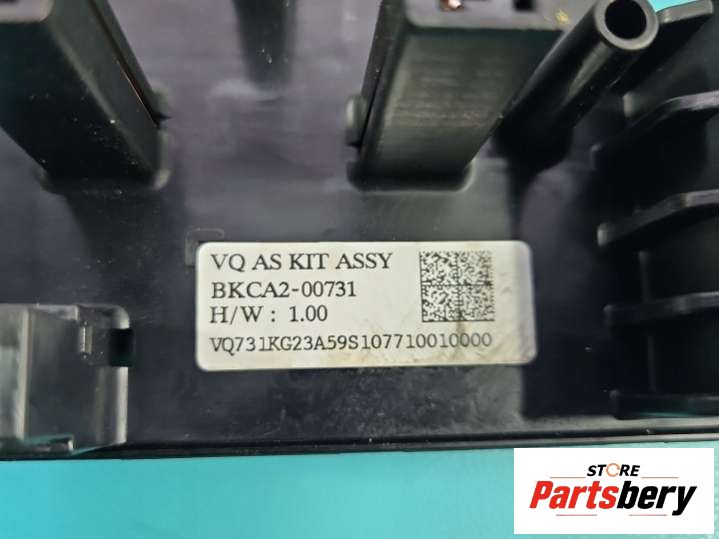 VQ AS KIT ASSY
BKCA2-00731
H/W : 1.00
VQ731KG23A59S107710010000
STORE
Partsbery